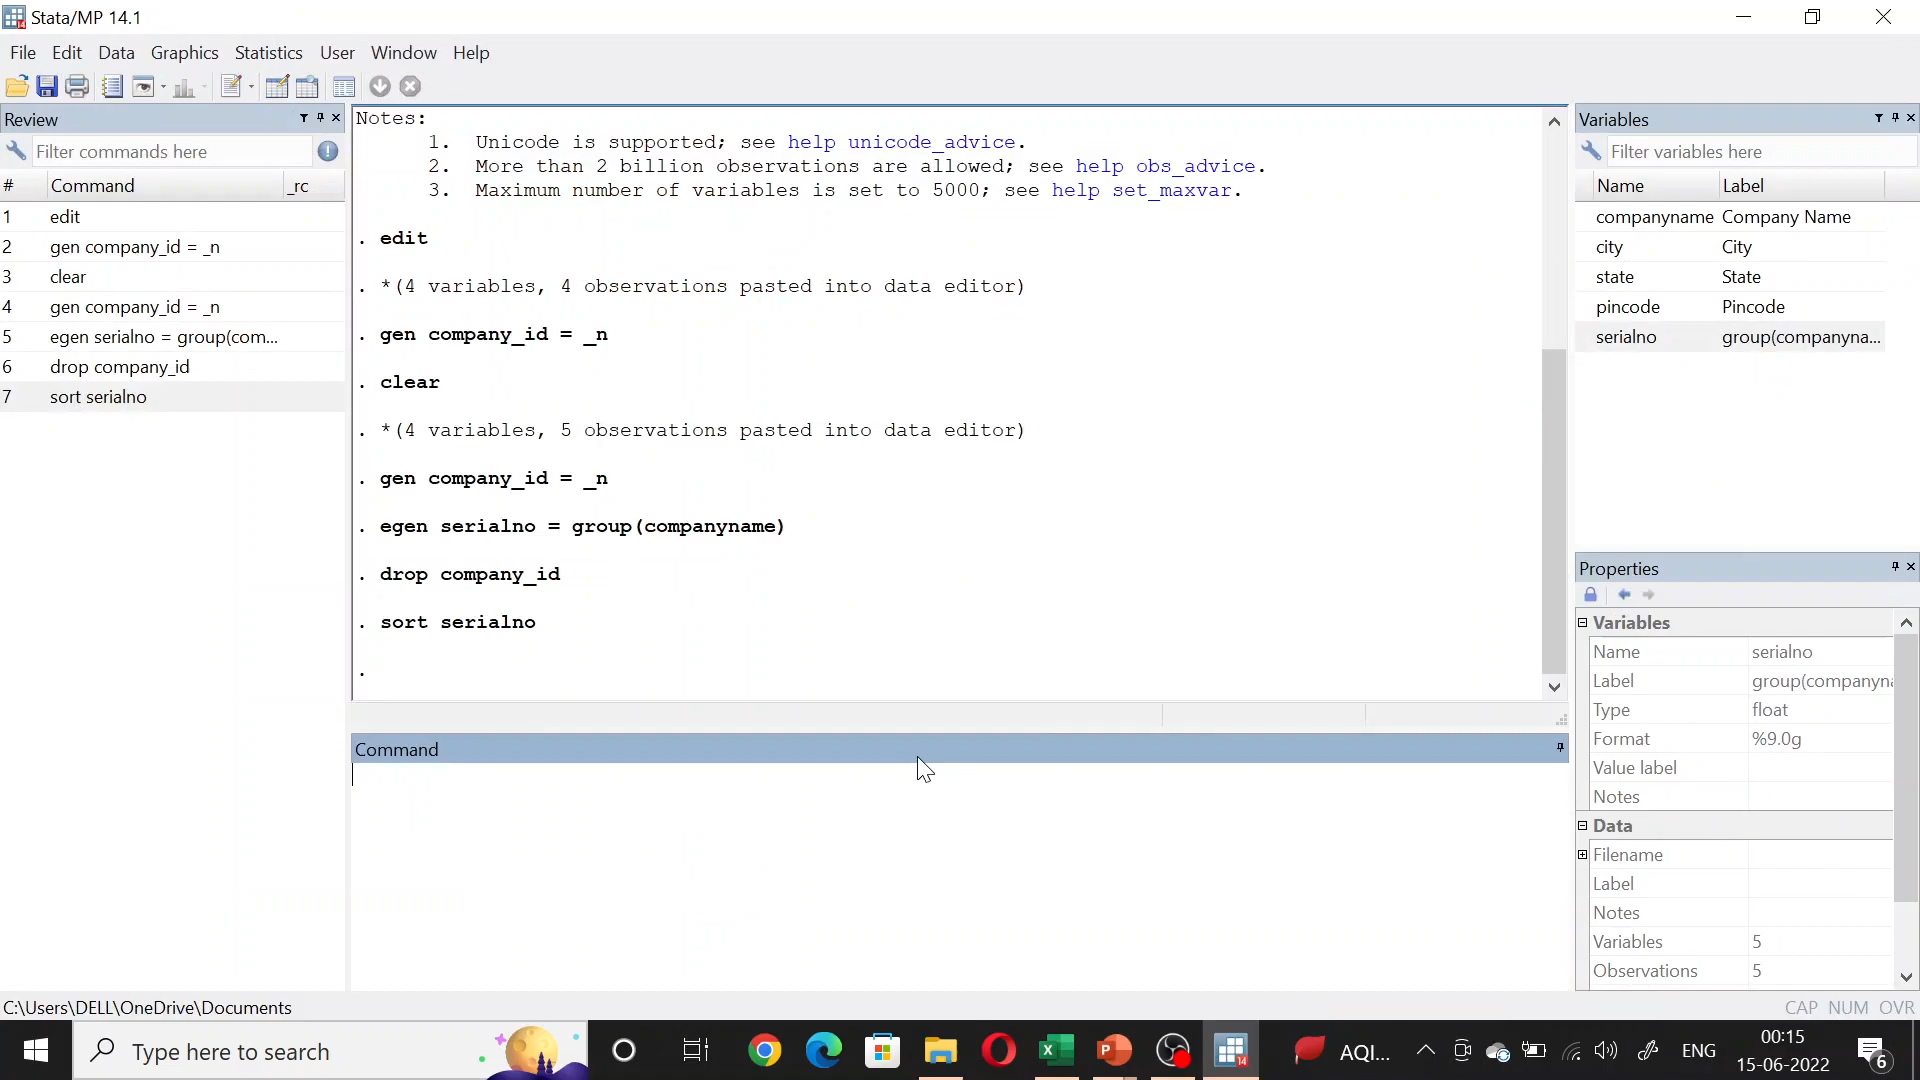 Stata/MP 14.1
File Edit Data Graphics Statistics User Window Help
Review
Filter commands here
# Command _rc
1 edit
2 gen company_id = _n
3 clear
4 gen company_id = _n
5 egen serialno = group(com...
6 drop company_id
7 sort serialno
Notes:
1. Unicode is supported; see help unicode_advice.
2. More than 2 billion observations are allowed; see help obs_advice.
3. Maximum number of variables is set to 5000; see help set_maxvar.
. edit
. *(4 variables, 4 observations pasted into data editor)
. gen company_id = _n
. clear
. *(4 variables, 5 observations pasted into data editor)
. gen company_id = _n
. egen serialno = group(companyname)
. drop company_id
. sort serialno
.
Command
Variables
Filter variables here
Name Label
companyname Company Name
city City
state State
pincode Pincode
serialno group(companyna...
Properties
Variables
Name serialno
Label group(companyna
Type float
Format %9.0g
Value label
Notes
Data
Filename
Label
Notes
Variables 5
Observations 5
C:\Users\DELL\OneDrive\Documents
CAP NUM OVR
Type here to search
14
AQI...
ENG
00:15
15-06-2022
6